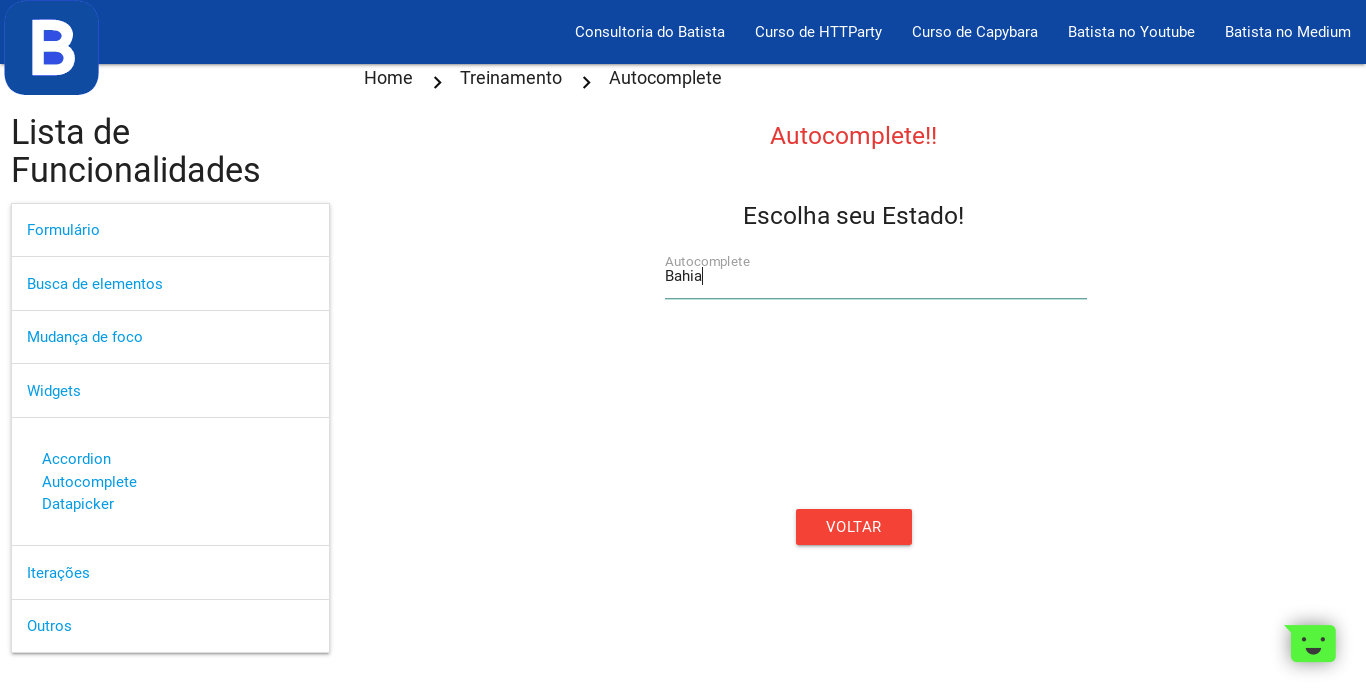 B
Consultoria do Batista Curso de HTTParty Curso de Capybara Batista no Youtube Batista no Medium
Home Treinamento Autocomplete
Lista de
Funcionalidades
Formulário
Busca de elementos
Mudança de foco
Widgets
Accordion
Autocomplete
Datapicker
Iterações
Outros
Autocomplete!!
Escolha seu Estado!
Autocomplete
Bahia
VOLTAR